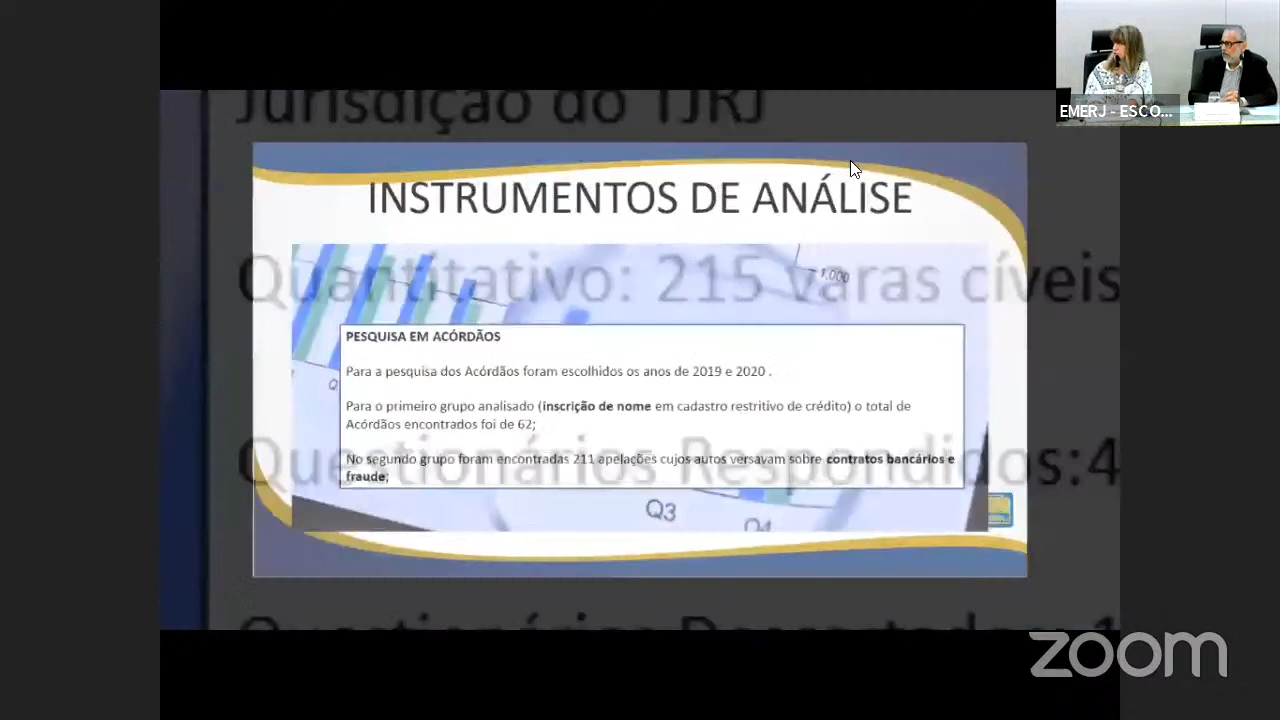 EMERJ - ESCO...
Jurisdição do TJRJ
INSTRUMENTOS DE ANÁLISE
Quantitativo: 215 varas cíveis
1,000
PESQUISA EM ACÓRDÃOS
Para a pesquisa dos Acórdãos foram escolhidos os anos de 2019 e 2020 .
Para o primeiro grupo analisado (inscrição de nome em cadastro restritivo de crédito) o total de
Acórdãos encontrados foi de 62;
Questionários Respondidos:4
No segundo grupo foram encontradas 211 apelações cujos autos versavam sobre contratos bancários e
fraude;
Q3
Q4
zoom